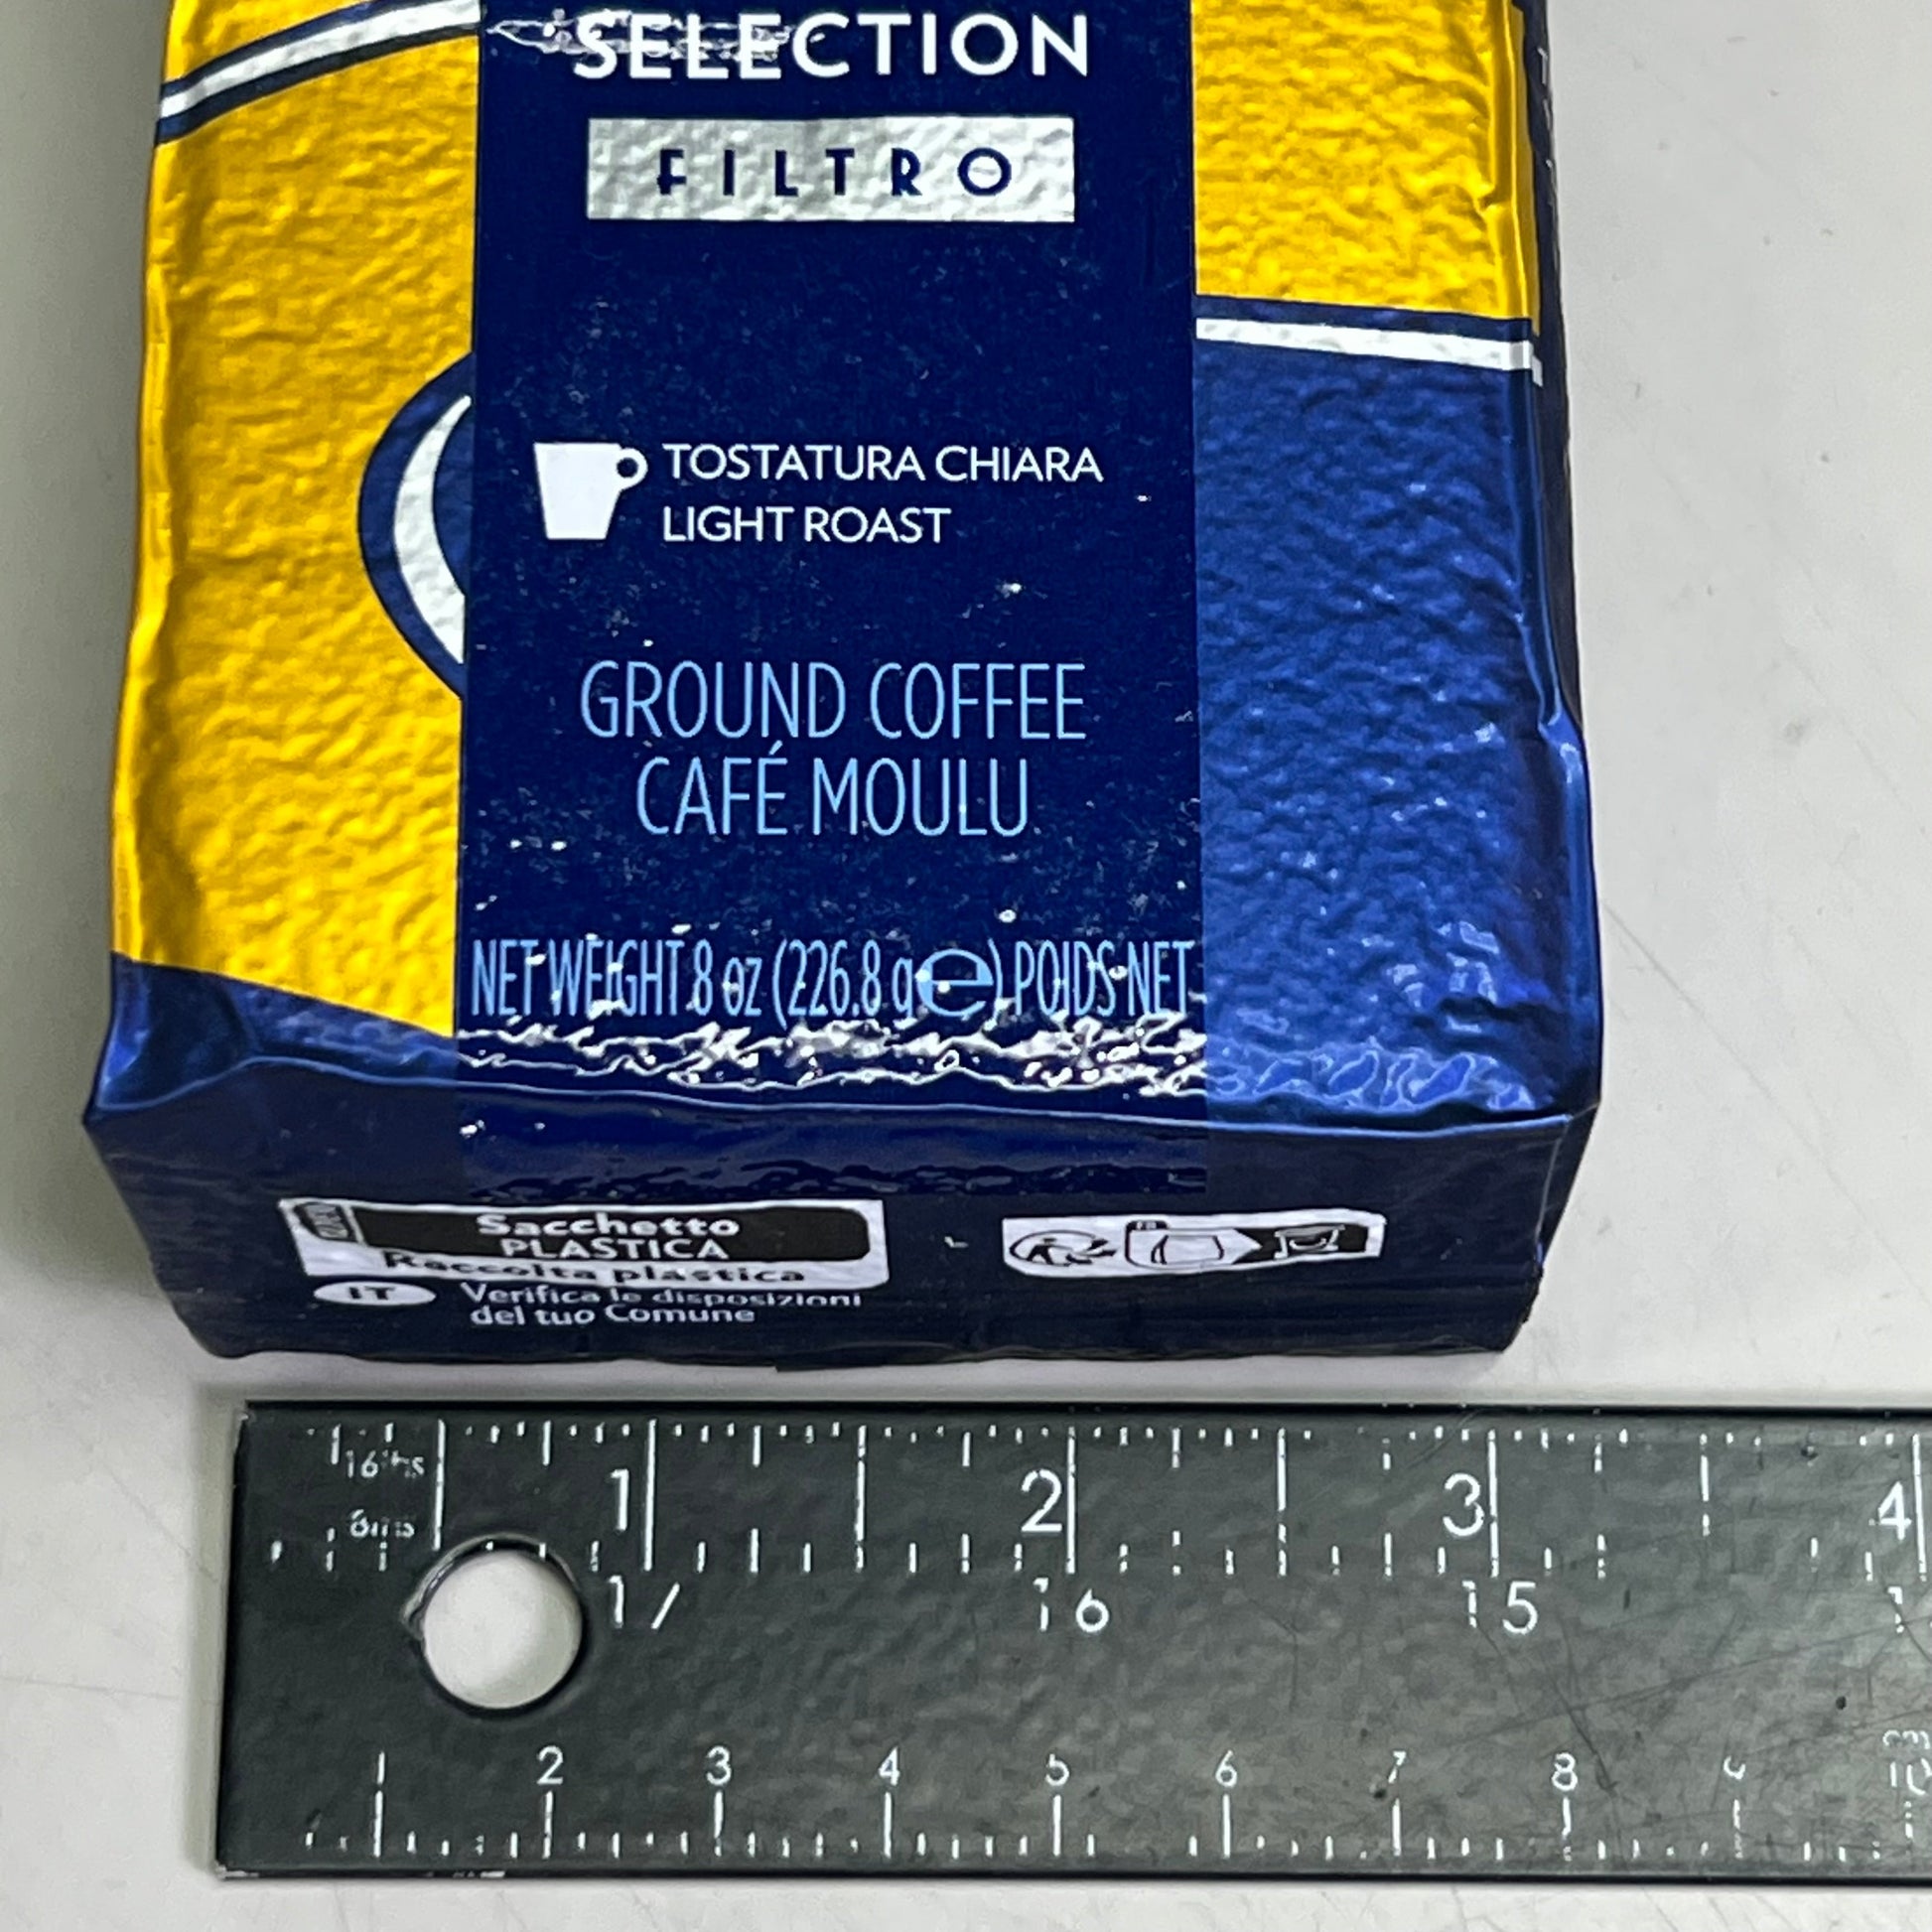 SELECTION
FILTRO
TOSTATURA CHIARA
LIGHT ROAST
GROUND COFFEE
CAFÉ MOULU
NET WEIGHT 8 oz (226.8 g ℮) POIDS NET
Sacchetto
PLASTICA
Raccolta plastica
IT
Verifica le disposizioni
del tuo Comune
FR
16ths
8ths
1 2 3 4
17 16 15
2 3 4 5 6 7 8 9